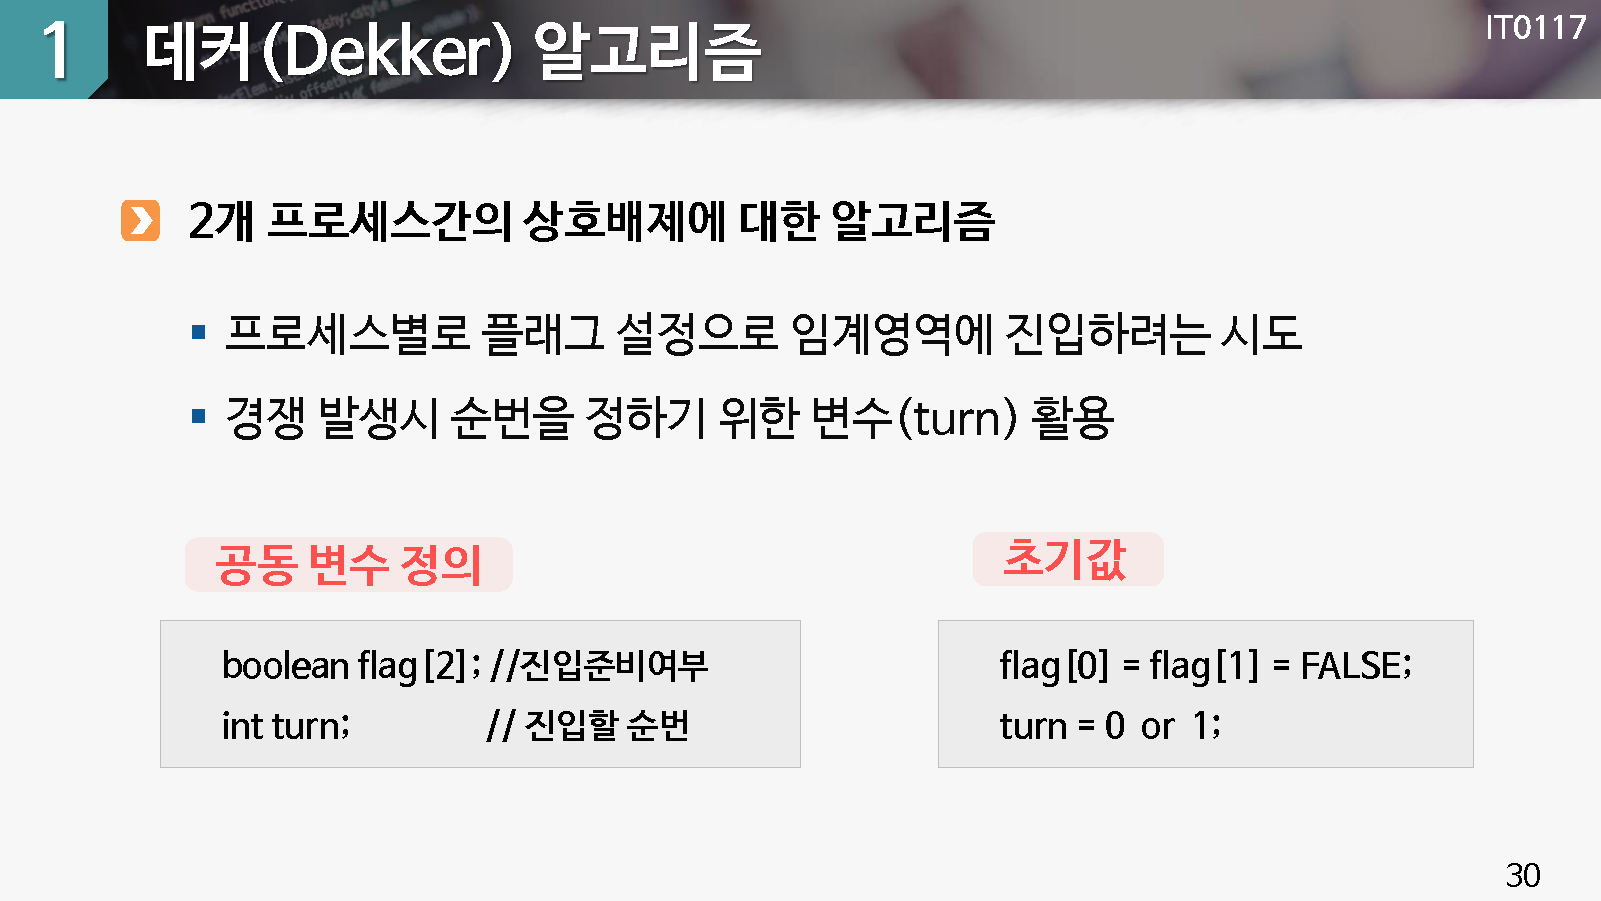 1
데커(Dekker) 알고리즘
IT0117
2개 프로세스간의 상호배제에 대한 알고리즘
프로세스별로 플래그 설정으로 임계영역에 진입하려는 시도
경쟁 발생시 순번을 정하기 위한 변수(turn) 활용
공동 변수 정의
boolean flag[2]; //진입준비여부
int turn; // 진입할 순번
초기값
flag[0] = flag[1] = FALSE;
turn = 0 or 1;
30